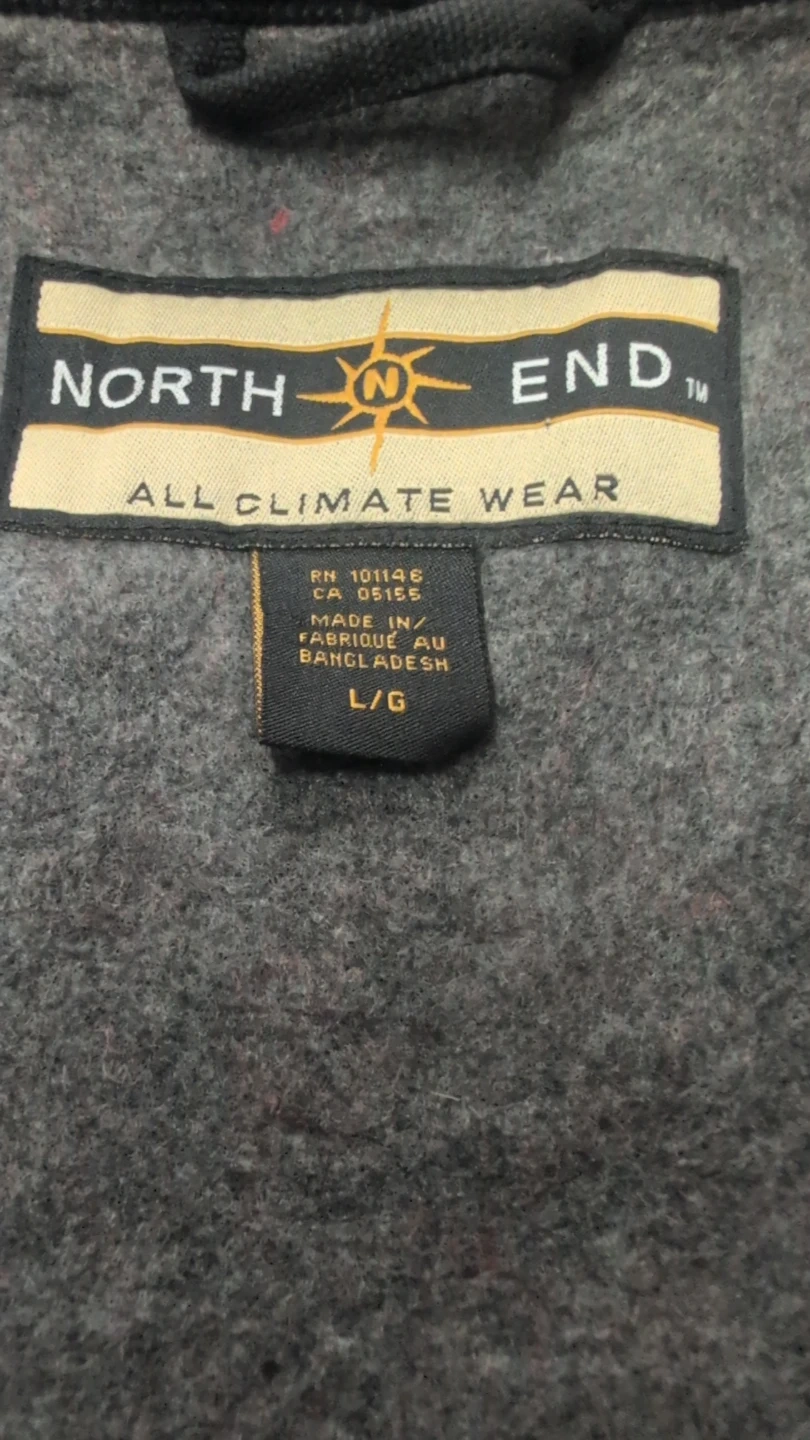 NORTH N END ™
ALL CLIMATE WEAR
RN 101146
CA 05155
MADE IN/
FABRIQUÉ AU
BANGLADESH
L/G